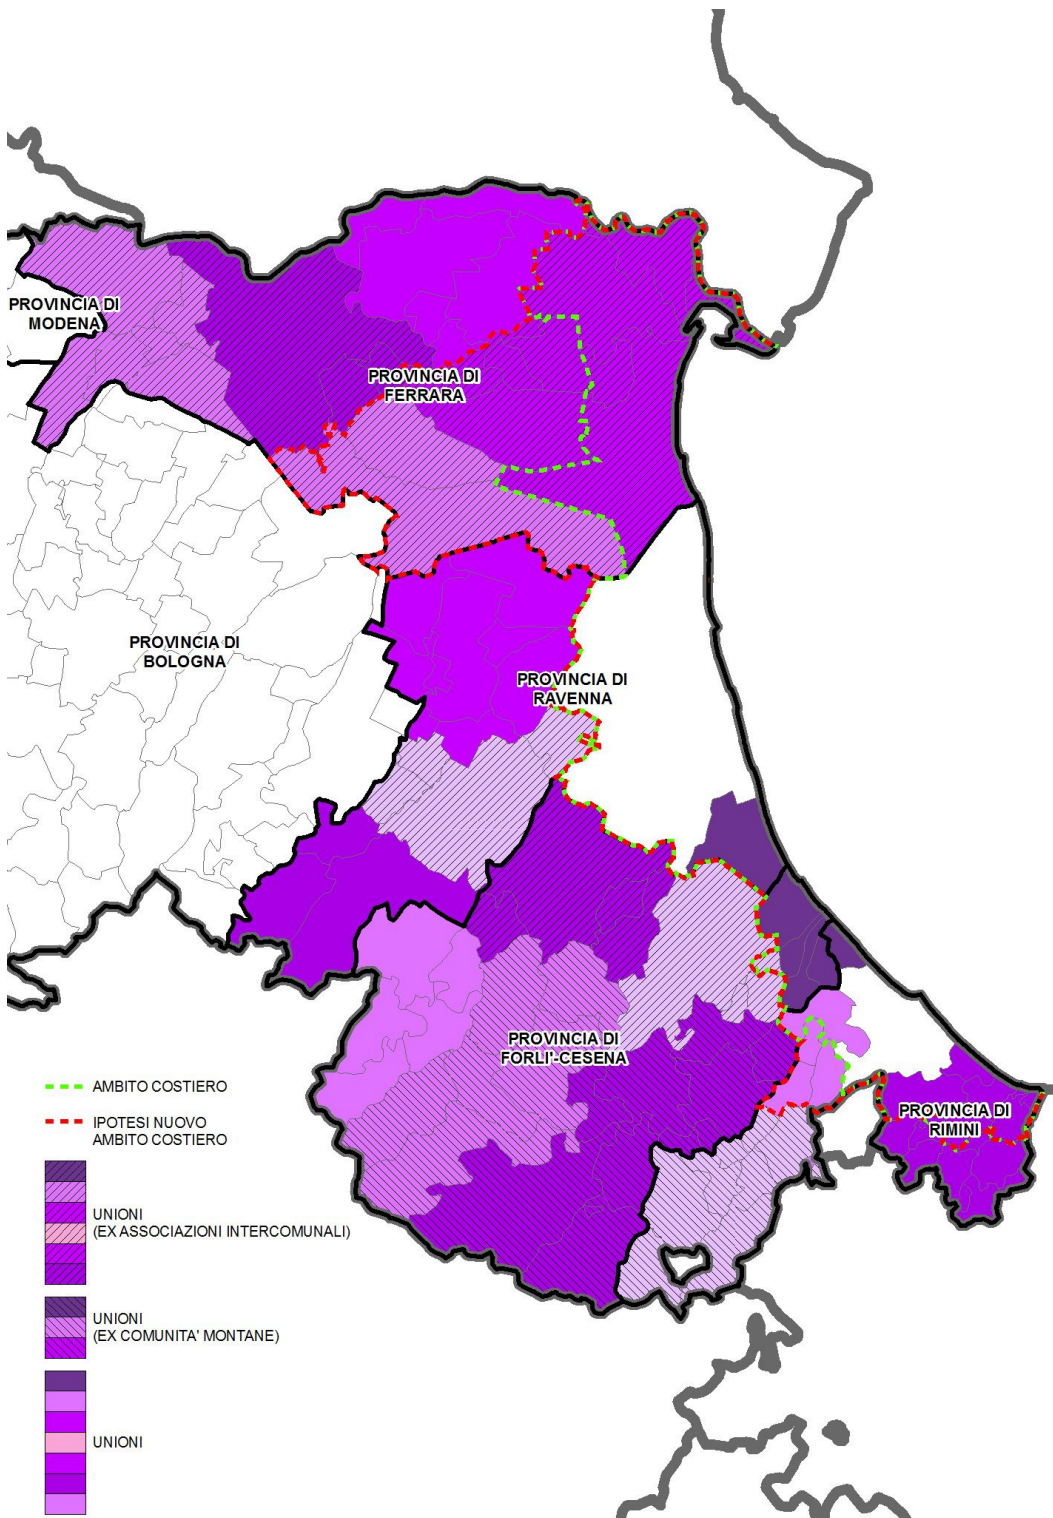 PROVINCIA DI
MODENA
PROVINCIA DI
FERRARA
PROVINCIA DI
BOLOGNA
PROVINCIA DI
RAVENNA
PROVINCIA DI
FORLI'-CESENA
PROVINCIA DI
RIMINI
AMBITO COSTIERO
IPOTESI NUOVO
AMBITO COSTIERO
UNIONI
(EX ASSOCIAZIONI INTERCOMUNALI)
UNIONI
(EX COMUNITA' MONTANE)
UNIONI